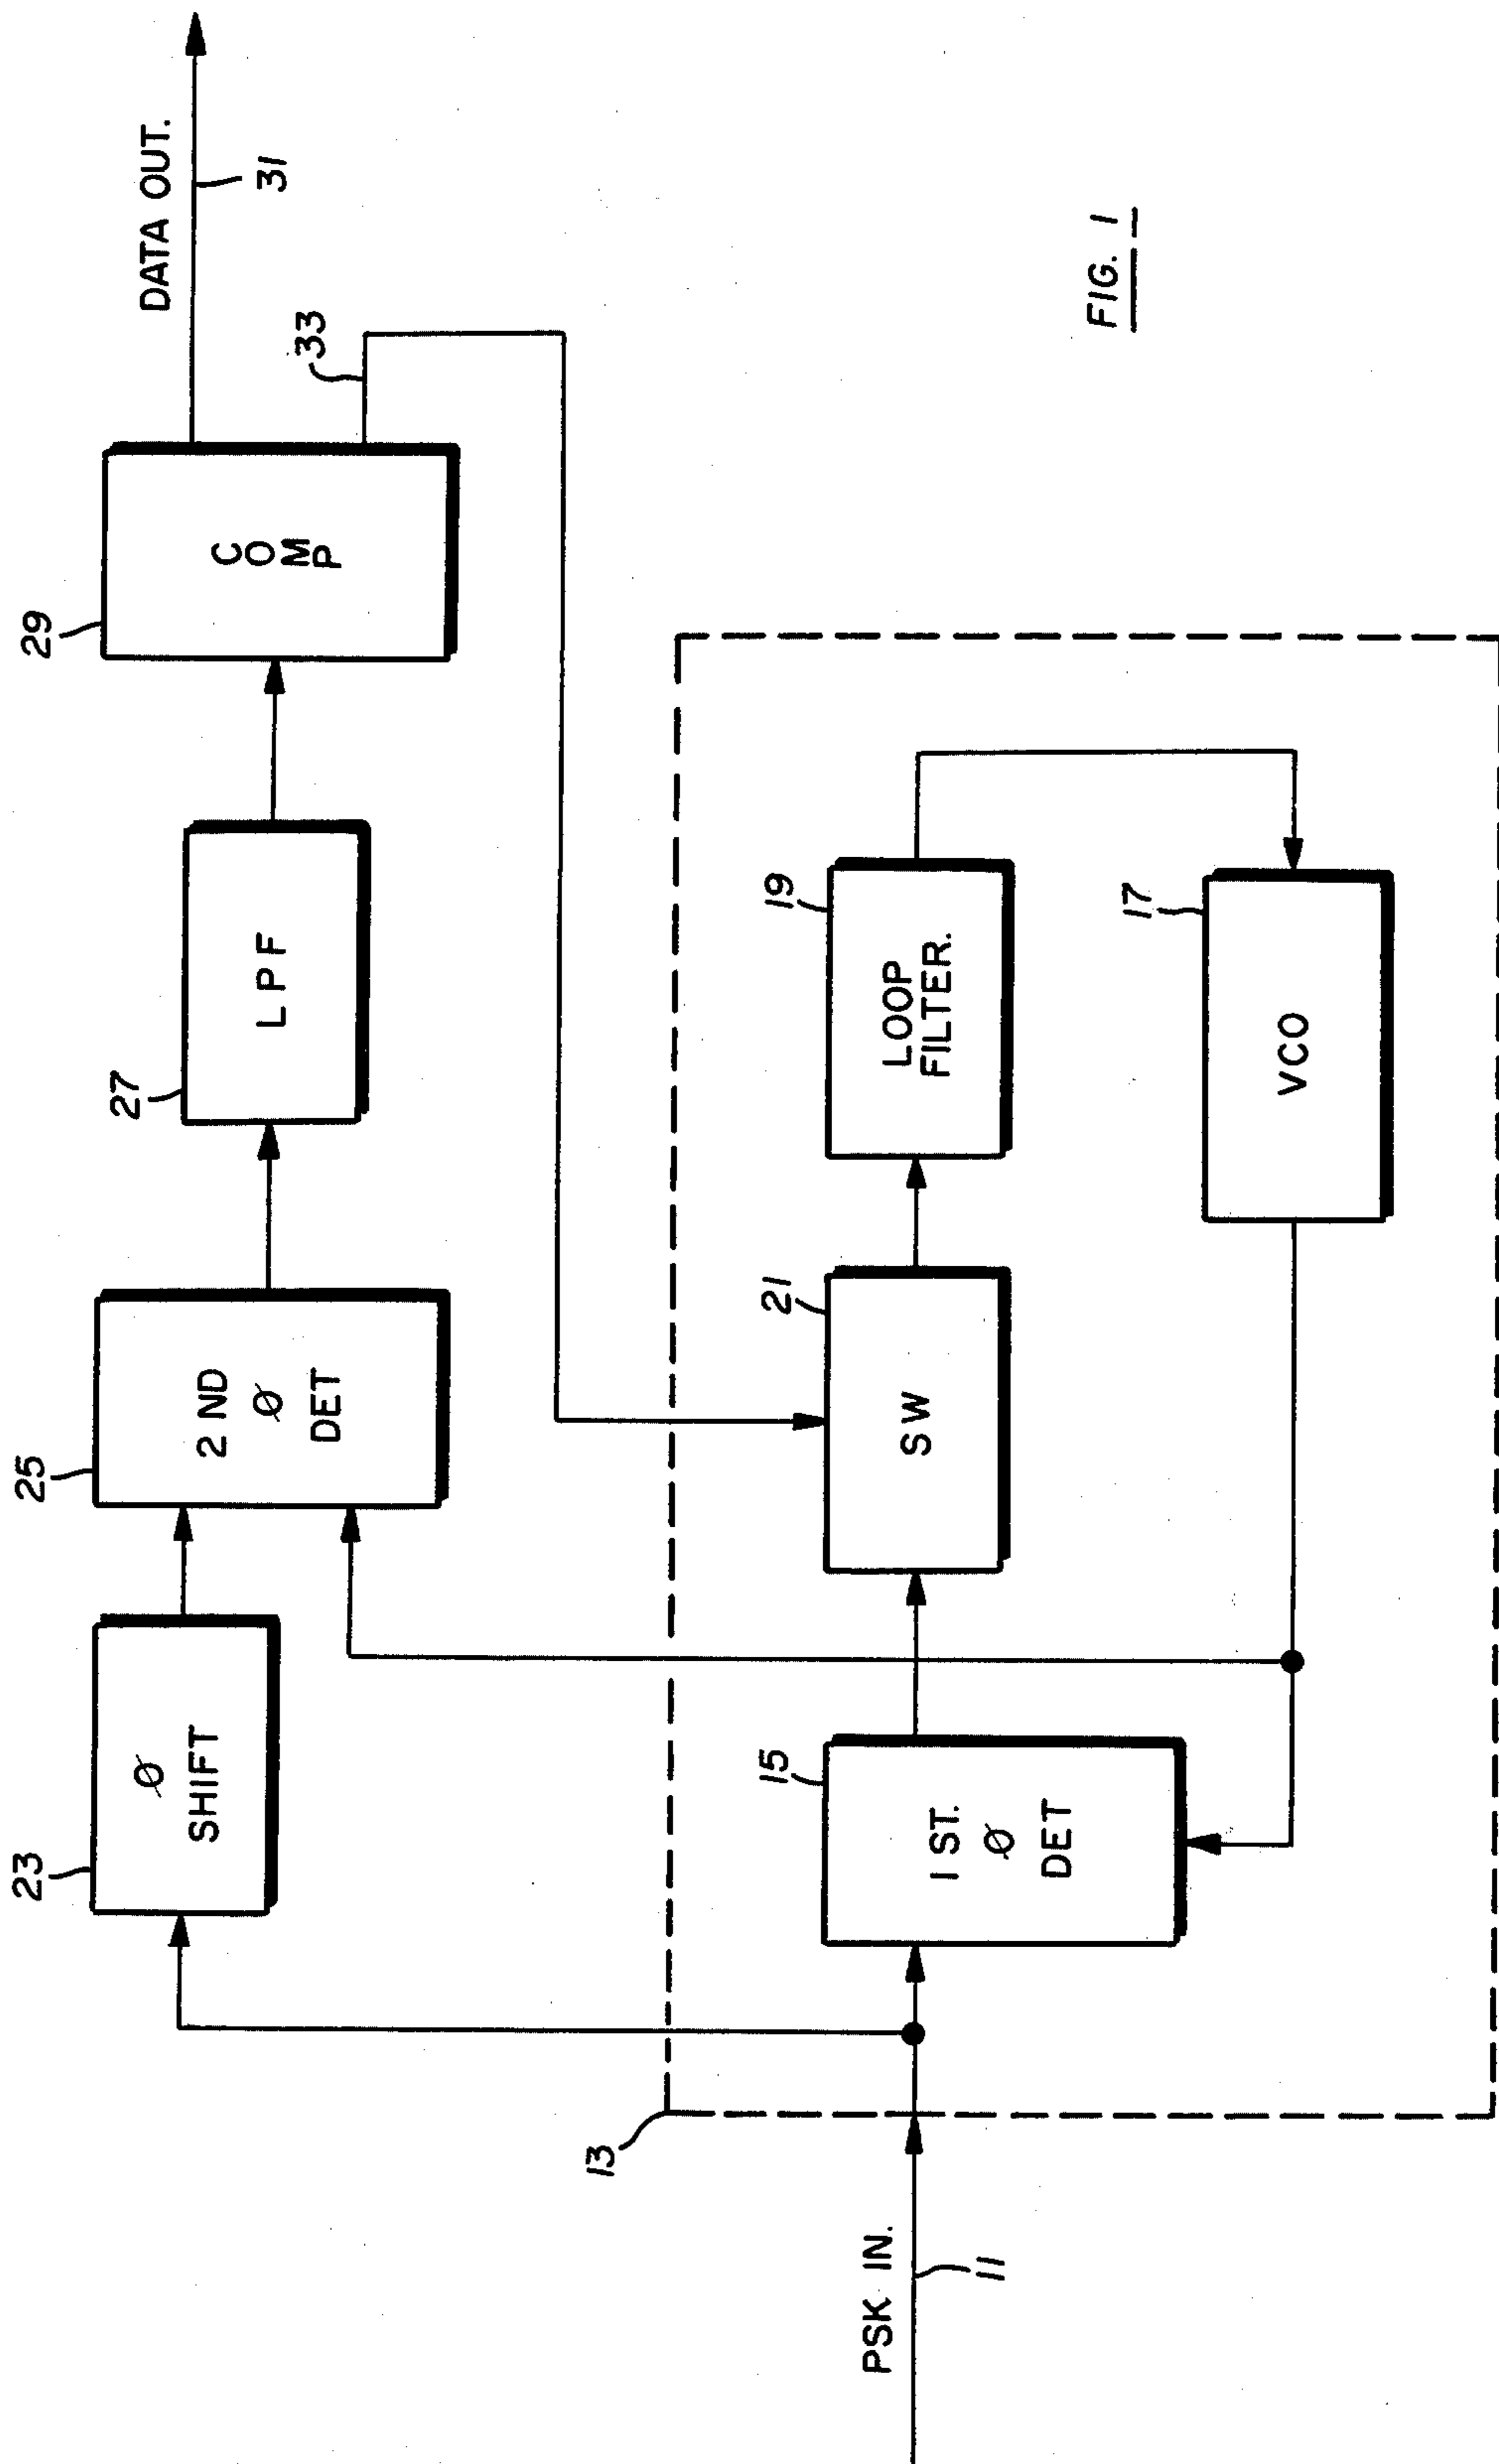 DATA OUT.
31
33
29
C
O
M
P
27
LPF
25
2 ND
Ø
DET
23
Ø
SHIFT
13
19
LOOP
FILTER.
21
SW
15
1 ST.
Ø
DET
17
VCO
PSK IN.
11
FIG. 1